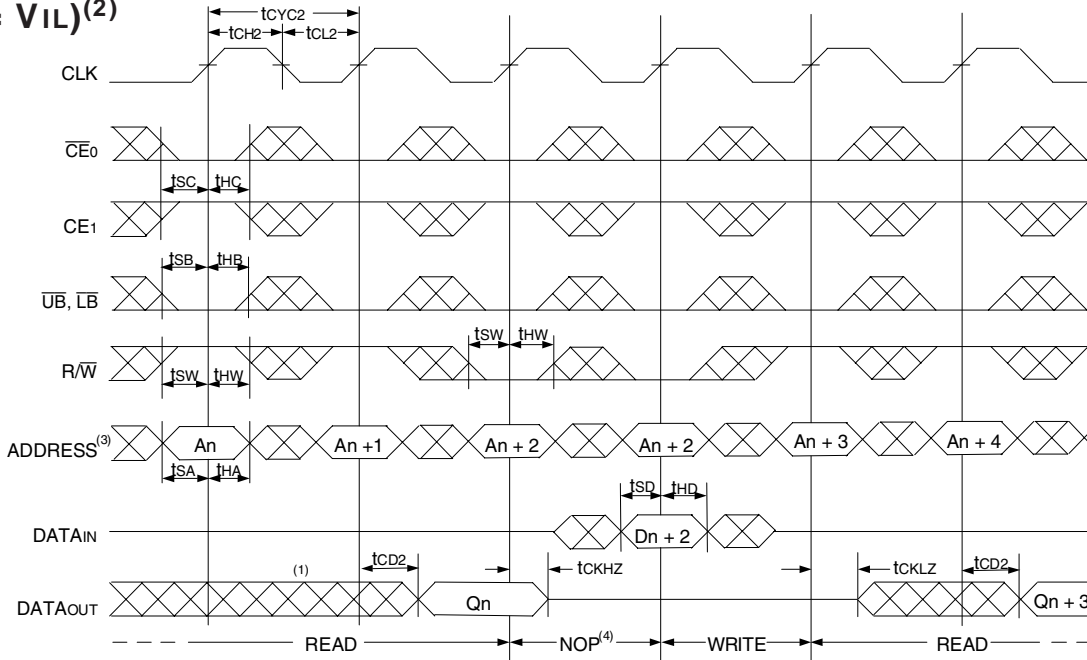 = VIL)(2)
tCYC2
tCH2 tCL2
CLK
CE0
tSC tHC
CE1
tSB tHB
UB, LB
tSW tHW
R/W
tSW tHW
ADDRESS(3) An An +1 An + 2 An + 2 An + 3 An + 4
tSA tHA
tSD tHD
DATAIN Dn + 2
(1) tCD2 tCKHZ tCKLZ tCD2
DATAOUT Qn Qn + 3
READ NOP(4) WRITE READ